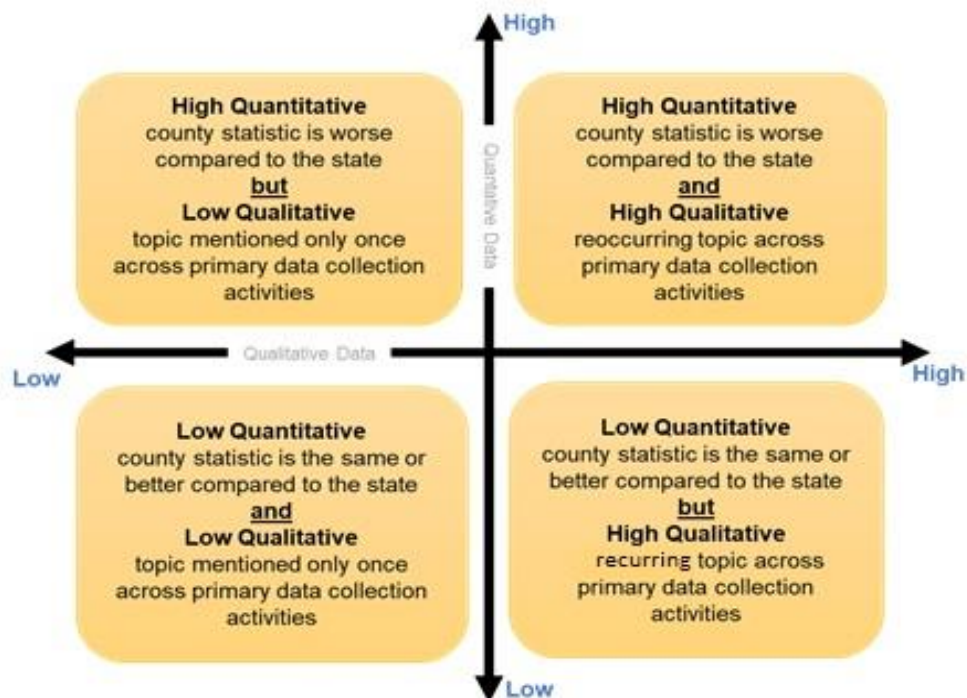 High
High Quantitative
county statistic is worse
compared to the state
but
Low Qualitative
topic mentioned only once
across primary data collection
activities
Quantative Data
High Quantitative
county statistic is worse
compared to the state
and
High Qualitative
reoccurring topic across
primary data collection
activities
Low
Qualitative Data
High
Low Quantitative
county statistic is the same or
better compared to the state
and
Low Qualitative
topic mentioned only once
across primary data collection
activities
Low Quantitative
county statistic is the same or
better compared to the state
but
High Qualitative
recurring topic across
primary data collection
activities
Low